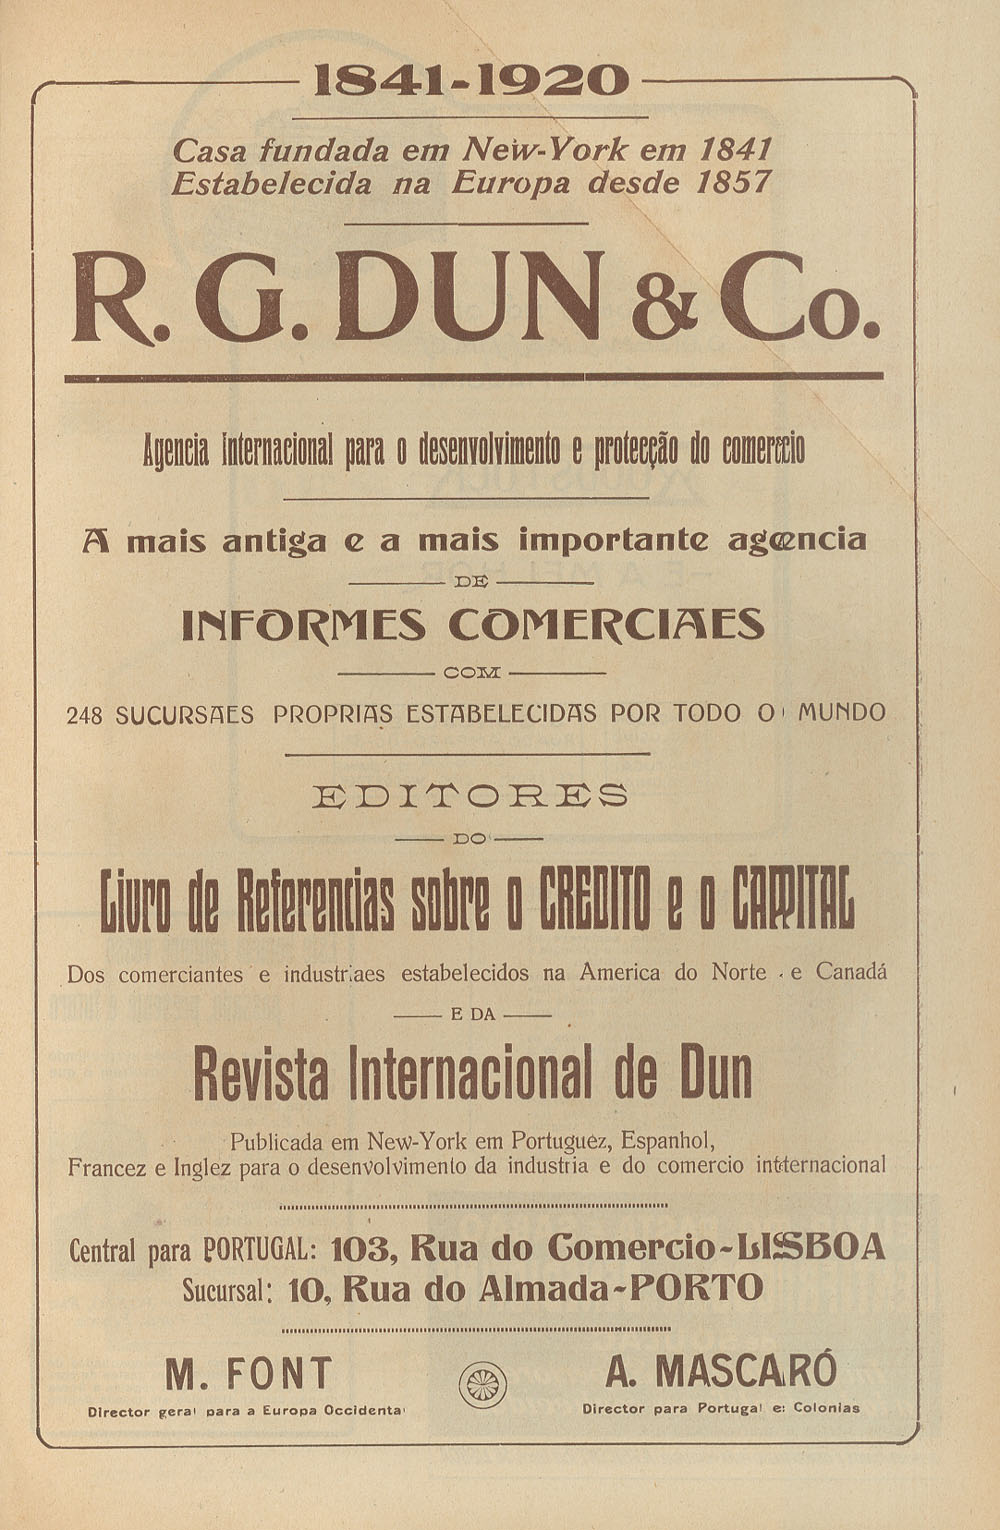 1841-1920
Casa fundada em New-York em 1841
Estabelecida na Europa desde 1857
R. G. DUN & Co.
Agencia internacional para o desenvolvimento e protecção do comercio
A mais antiga e a mais importante agencia
DE
INFORMES COMERCIAES
COM
248 SUCURSAES PROPRIAS ESTABELECIDAS POR TODO O MUNDO
EDITORES
DO
Livro de Referencias sobre o CREDITO e o CAPITAL
Dos comerciantes e industriaes estabelecidos na America do Norte e Canadá
E DA
Revista Internacional de Dun
Publicada em New-York em Portuguez, Espanhol,
Francez e Inglez para o desenvolvimento da industria e do comercio internacional
Central para PORTUGAL: 103, Rua do Comercio-LISBOA
Sucursal: 10, Rua do Almada-PORTO
M. FONT
A. MASCARÓ
Director geral para a Europa Occidental
Director para Portugal e Colonias